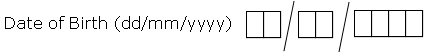 Date of Birth (dd/mm/yyyy) / /